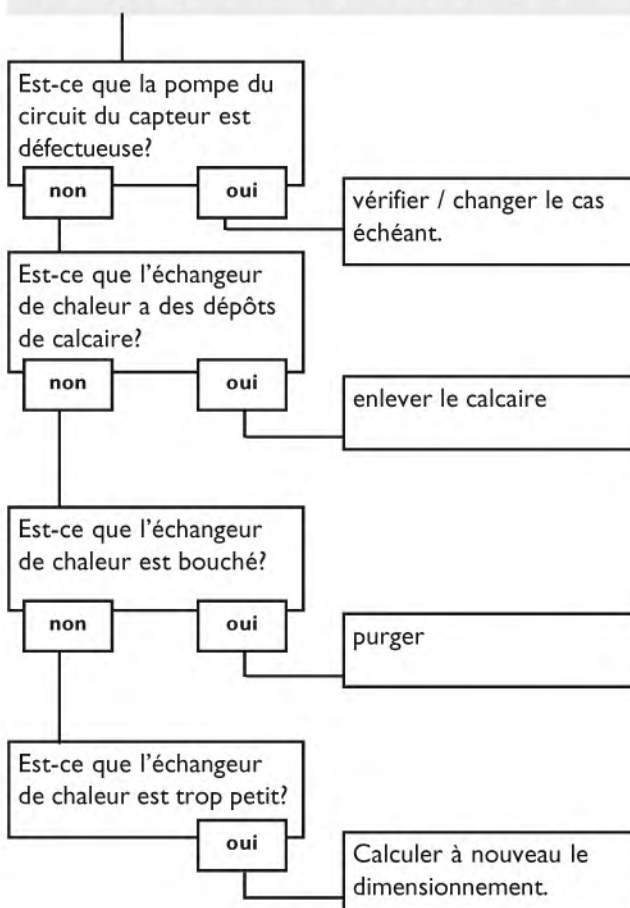 Est-ce que la pompe du
circuit du capteur est
défectueuse?
non
oui
vérifier / changer le cas
échéant.
Est-ce que l'échangeur
de chaleur a des dépôts
de calcaire?
non
oui
enlever le calcaire
Est-ce que l'échangeur
de chaleur est bouché?
non
oui
purger
Est-ce que l'échangeur
de chaleur est trop petit?
oui
Calculer à nouveau le
dimensionnement.